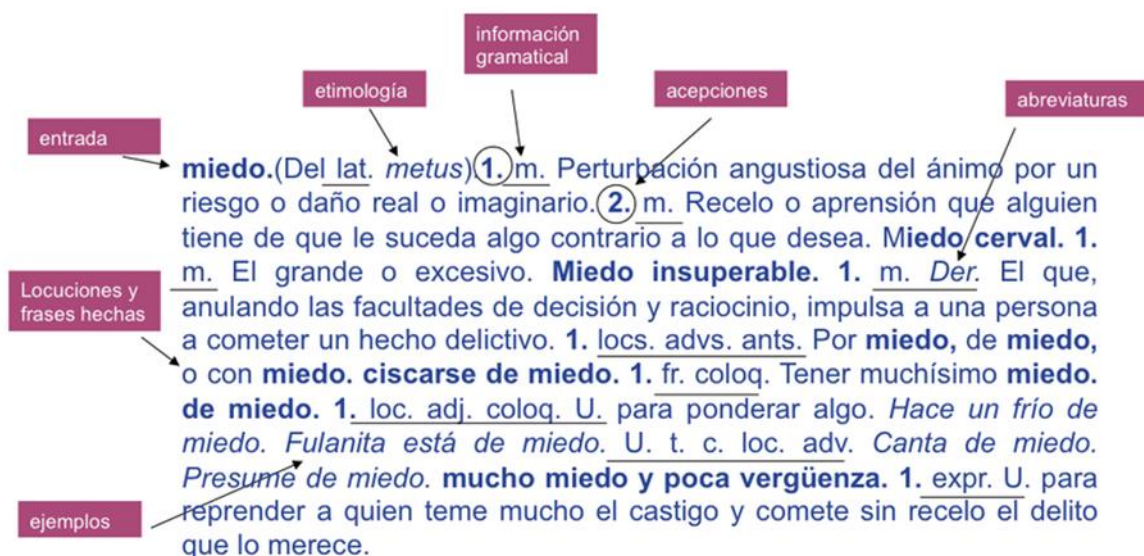 información
gramatical
etimología
acepciones
abreviaturas
entrada
miedo.(Del lat. metus).1. m. Perturbación angustiosa del ánimo por un
riesgo o daño real o imaginario. 2. m. Recelo o aprensión que alguien
tiene de que le suceda algo contrario a lo que desea. Miedo cerval. 1.
m. El grande o excesivo. Miedo insuperable. 1. m. Der. El que,
Locuciones y
frases hechas
anulando las facultades de decisión y raciocinio, impulsa a una persona
a cometer un hecho delictivo. 1. locs. advs. ants. Por miedo, de miedo,
o con miedo. ciscarse de miedo. 1. fr. coloq. Tener muchísimo miedo.
de miedo. 1. loc. adj. coloq. U. para ponderar algo. Hace un frío de
miedo. Fulanita está de miedo. U. t. c. loc. adv. Canta de miedo.
Presume de miedo. mucho miedo y poca vergüenza. 1. expr. U. para
ejemplos
reprender a quien teme mucho el castigo y comete sin recelo el delito
que lo merece.